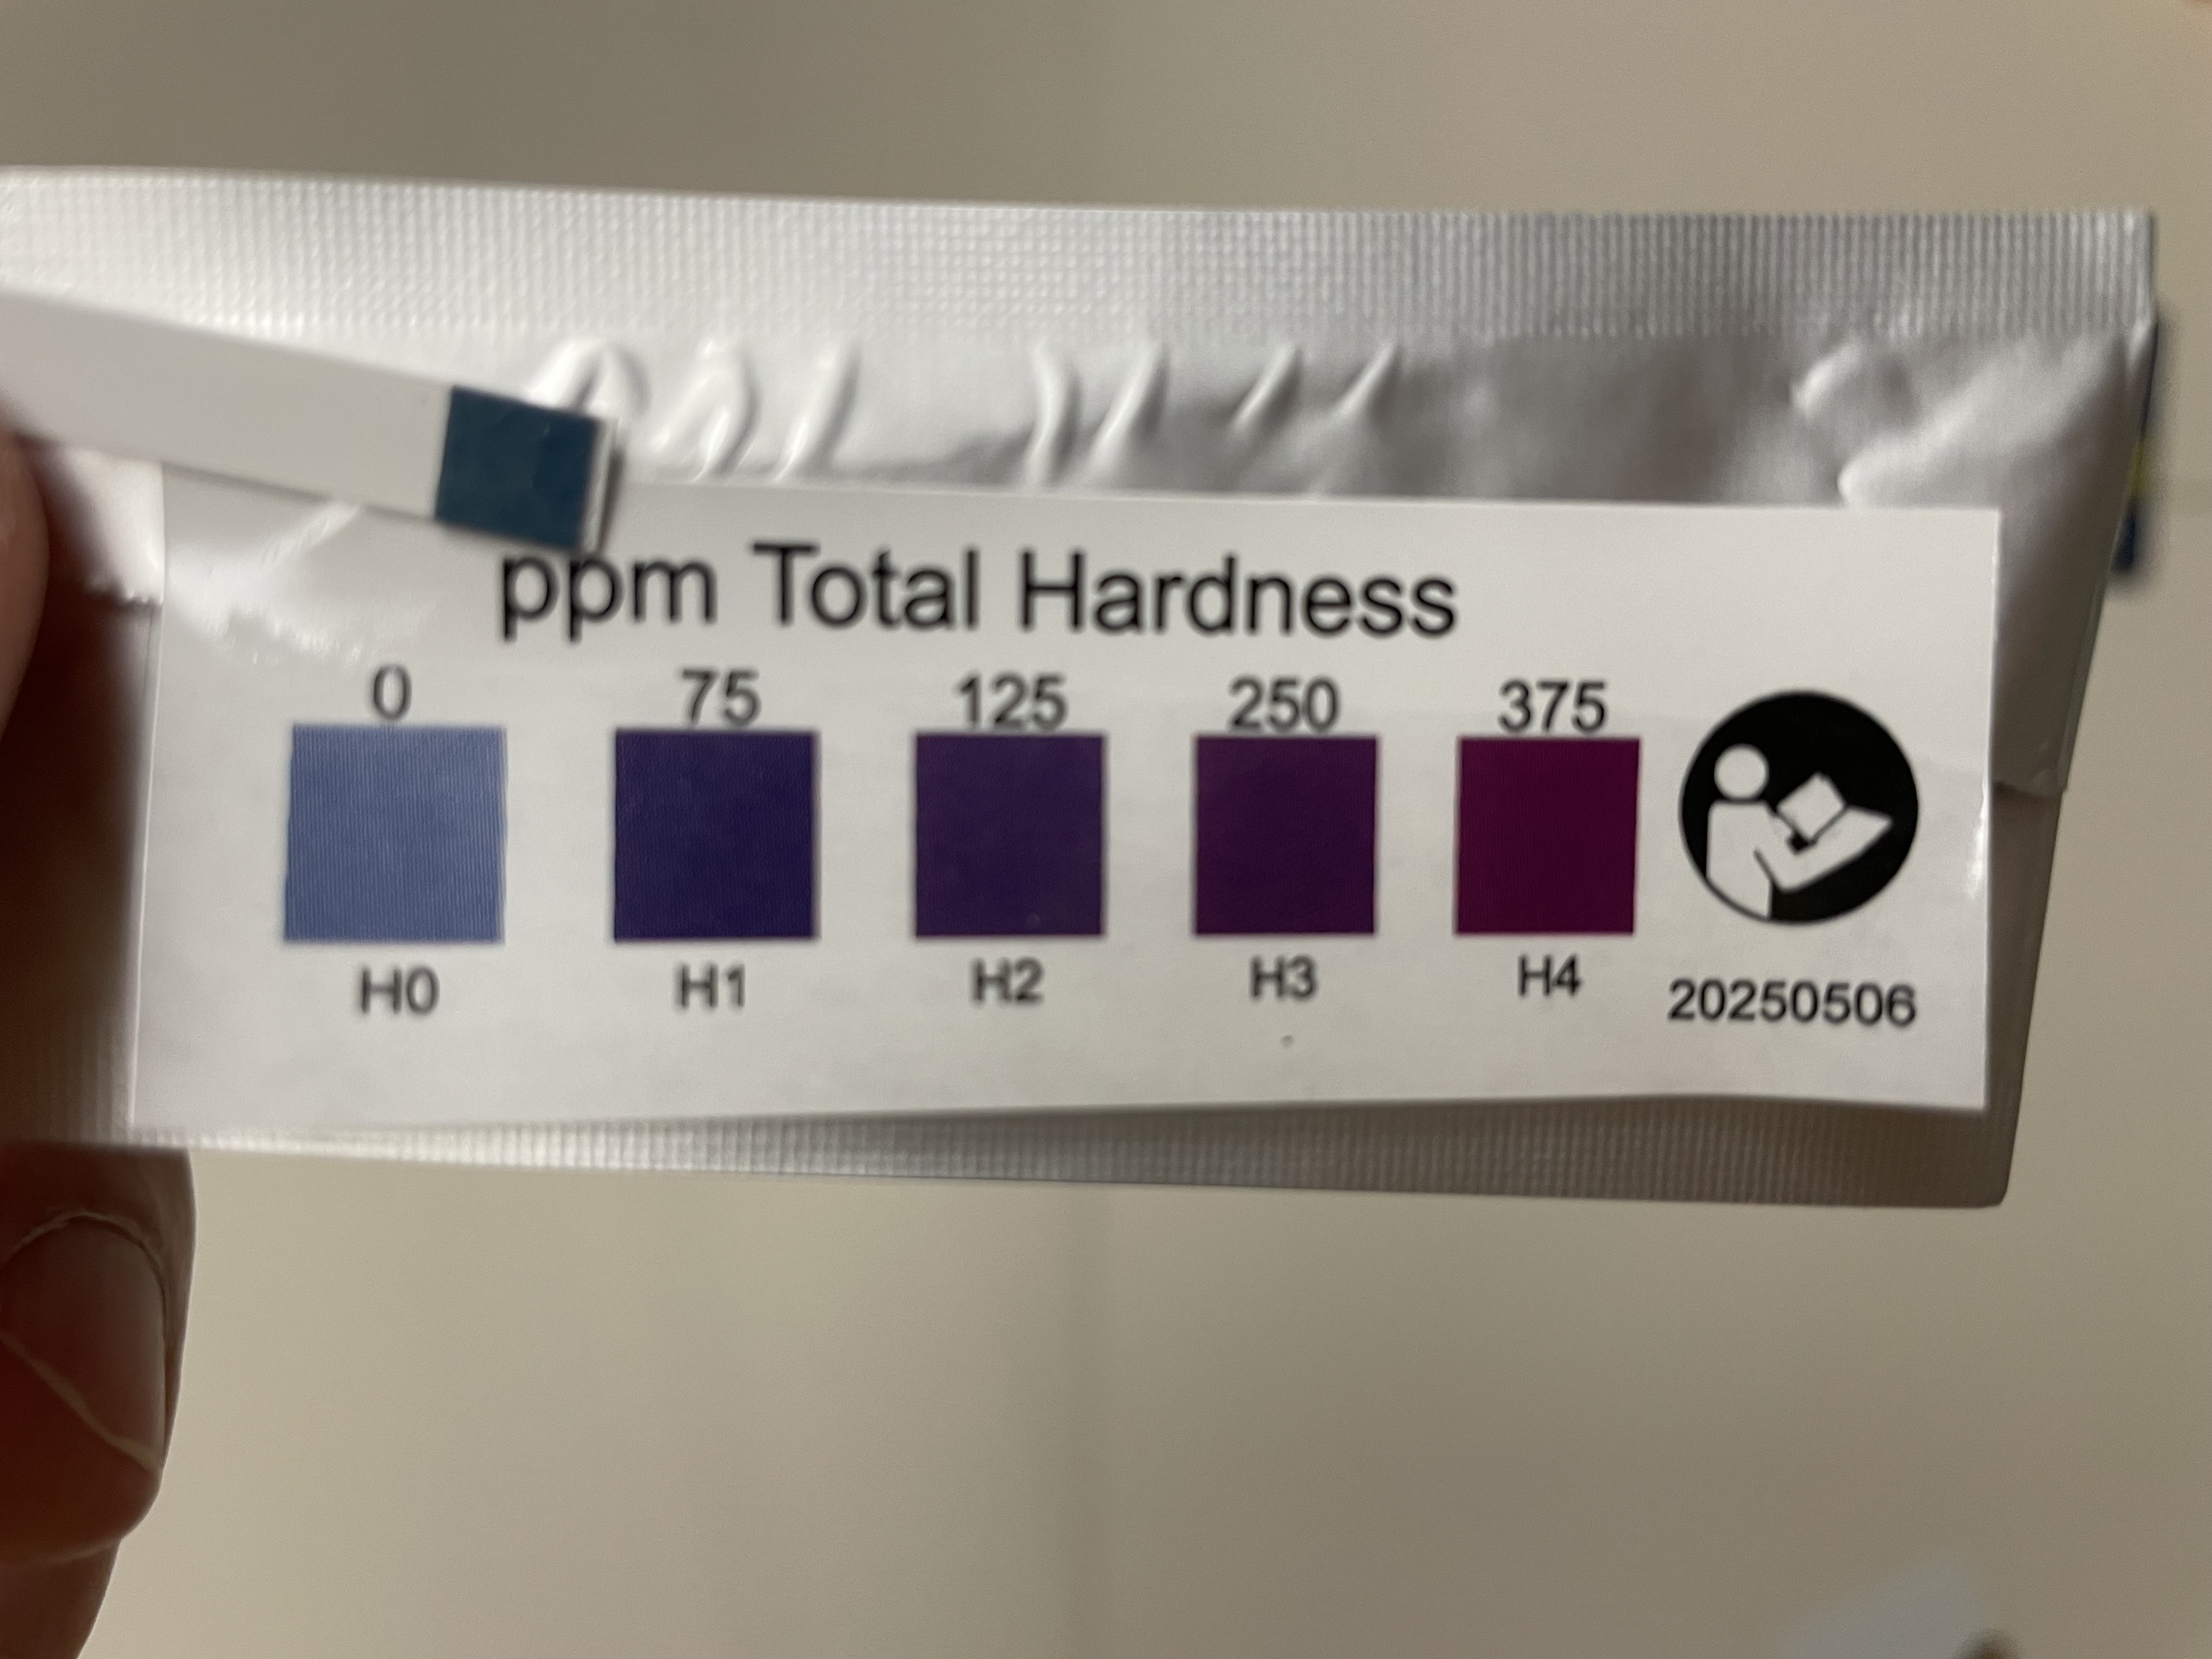 ppm Total Hardness
0 75 125 250 375
H0 H1 H2 H3 H4
20250506